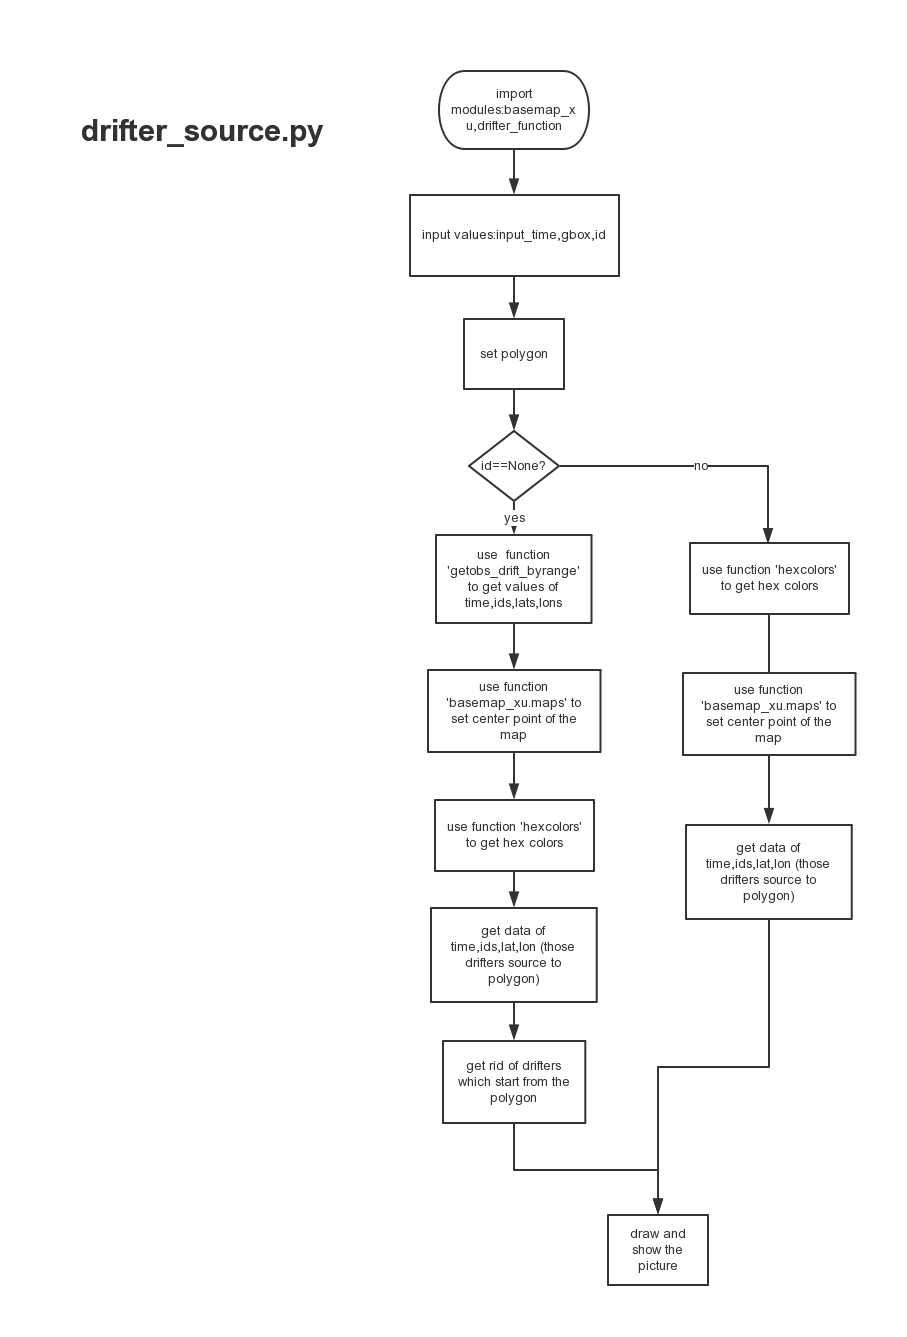 drifter_source.py
import
modules:basemap_x
u,drifter_function
input values:input_time,gbox,id
set polygon
id==None?
no
yes
use  function
'getobs_drift_byrange'
to get values of
time,ids,lats,lons
use function 'hexcolors'
to get hex colors
use function
'basemap_xu.maps' to
set center point of the
map
use function
'basemap_xu.maps' to
set center point of the
map
use function 'hexcolors'
to get hex colors
get data of
time,ids,lat,lon (those
drifters source to
polygon)
get data of
time,ids,lat,lon (those
drifters source to
polygon)
get rid of drifters
which start from the
polygon
draw and
show the
picture